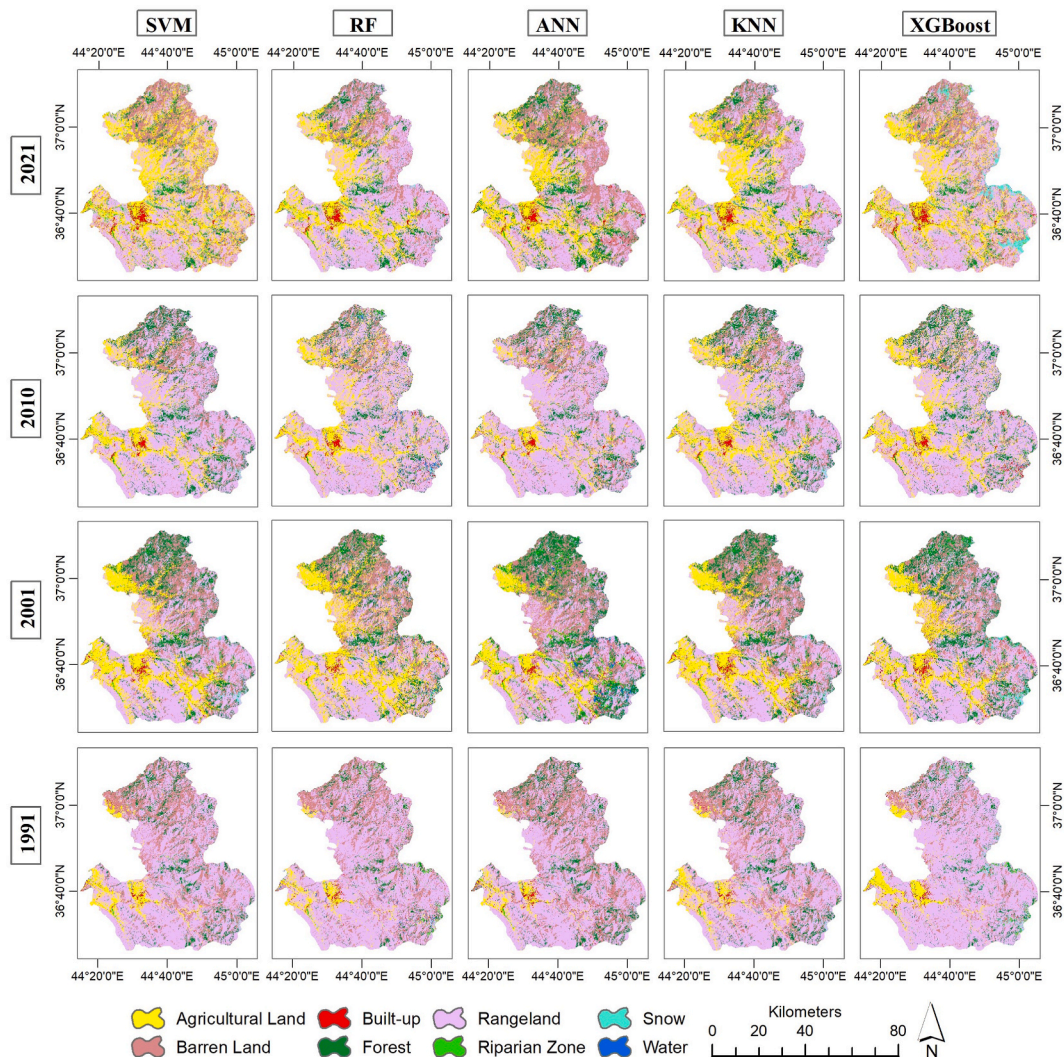 SVM RF ANN KNN XGBoost
44°20'0"E 44°40'0"E 45°0'0"E 44°20'0"E 44°40'0"E 45°0'0"E 44°20'0"E 44°40'0"E 45°0'0"E 44°20'0"E 44°40'0"E 45°0'0"E 44°20'0"E 44°40'0"E 45°0'0"E
2021
37°0'0"N 37°0'0"N
36°40'0"N 36°40'0"N
2010
37°0'0"N 37°0'0"N
36°40'0"N 36°40'0"N
2001
37°0'0"N 37°0'0"N
36°40'0"N 36°40'0"N
1991
37°0'0"N 37°0'0"N
36°40'0"N 36°40'0"N
44°20'0"E 44°40'0"E 45°0'0"E 44°20'0"E 44°40'0"E 45°0'0"E 44°20'0"E 44°40'0"E 45°0'0"E 44°20'0"E 44°40'0"E 45°0'0"E 44°20'0"E 44°40'0"E 45°0'0"E
Agricultural Land Built-up Rangeland Snow
Barren Land Forest Riparian Zone Water
Kilometers
0 20 40 60 80
N